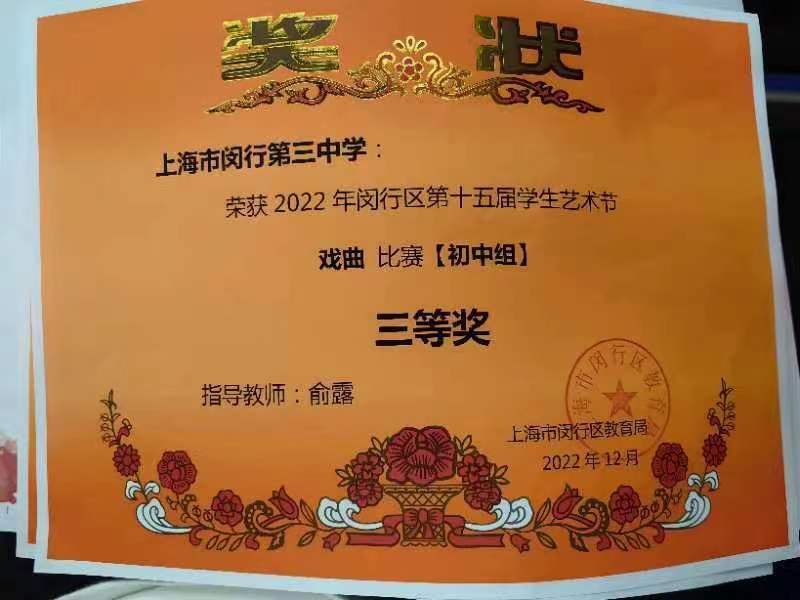 奖状
上海市闵行第三中学：
荣获 2022 年闵行区第十五届学生艺术节
戏曲 比赛【初中组】
三等奖
指导教师：俞露
上海市闵行区教育局
上海市闵行区教育局
2022 年 12 月